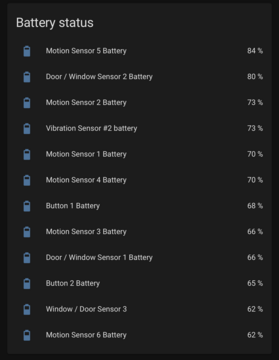 Battery status
Motion Sensor 5 Battery 84 %
Door / Window Sensor 2 Battery 80 %
Motion Sensor 2 Battery 73 %
Vibration Sensor #2 battery 73 %
Motion Sensor 1 Battery 70 %
Motion Sensor 4 Battery 70 %
Button 1 Battery 68 %
Motion Sensor 3 Battery 66 %
Door / Window Sensor 1 Battery 66 %
Button 2 Battery 65 %
Window / Door Sensor 3 62 %
Motion Sensor 6 Battery 62 %